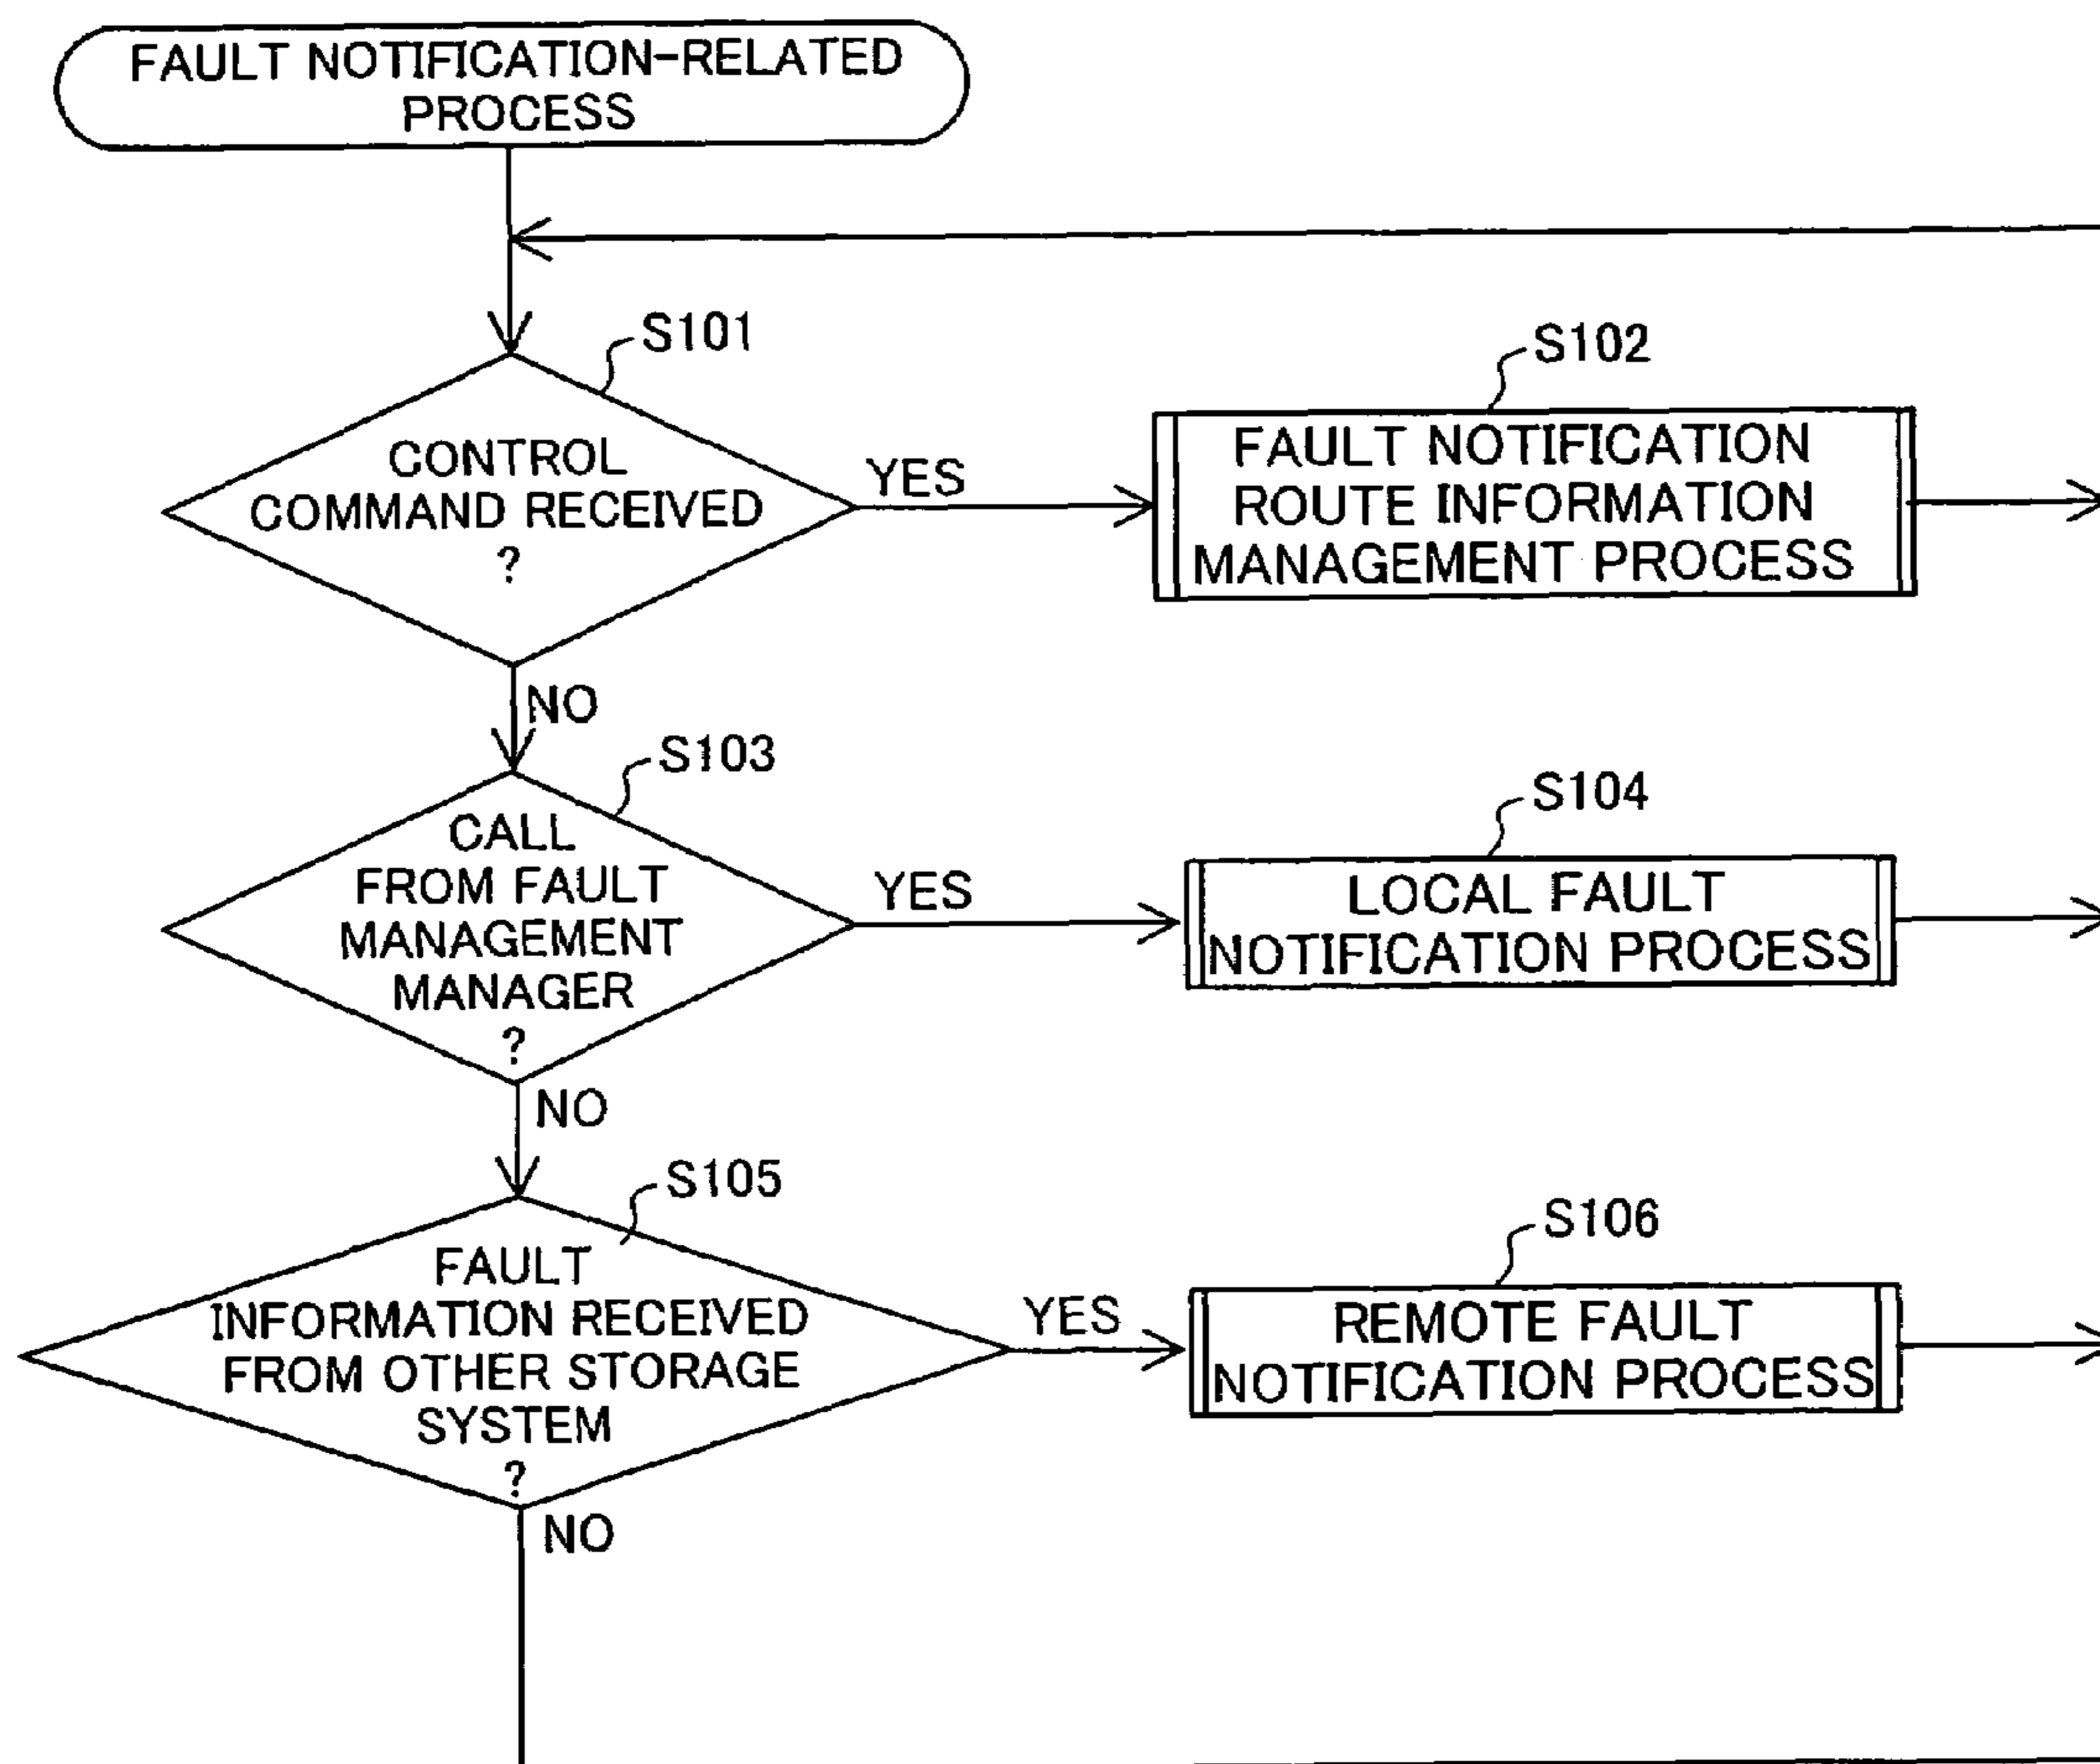 FAULT NOTIFICATION-RELATED
PROCESS
S101
CONTROL
COMMAND RECEIVED
?
YES
S102
FAULT NOTIFICATION
ROUTE INFORMATION
MANAGEMENT PROCESS
NO
S103
CALL
FROM FAULT
MANAGEMENT
MANAGER
?
YES
S104
LOCAL FAULT
NOTIFICATION PROCESS
NO
S105
FAULT
INFORMATION RECEIVED
FROM OTHER STORAGE
SYSTEM
?
YES
S106
REMOTE FAULT
NOTIFICATION PROCESS
NO